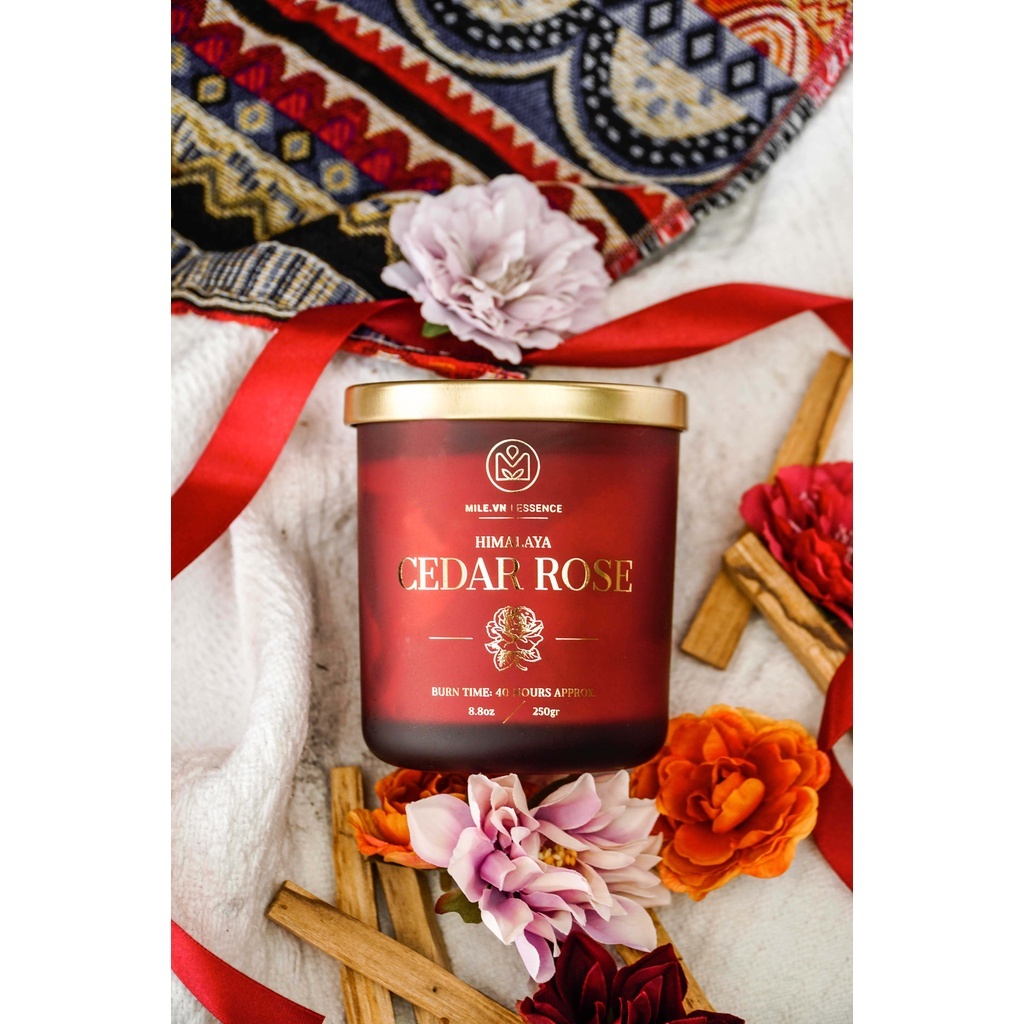 MILE.VN | ESSENCE
HIMALAYA
CEDAR ROSE
BURN TIME: 40 HOURS APPROX.
8.8oz / 250gr